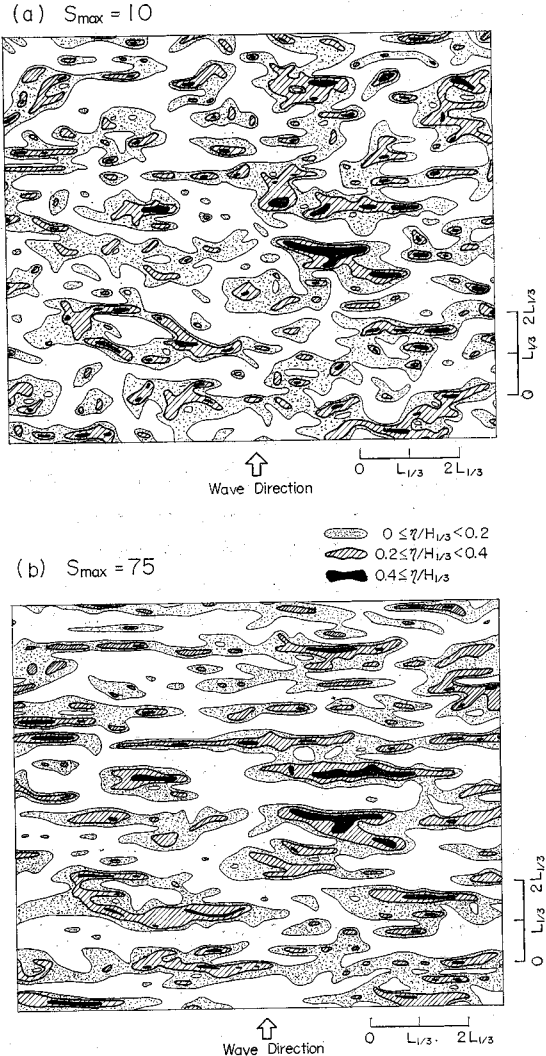 (a) Smax = 10
2L1/3
L1/3
0
Wave Direction
0 L1/3 2L1/3
0 ≤ η/H1/3 < 0.2
0.2 ≤ η/H1/3 < 0.4
0.4 ≤ η/H1/3
(b) Smax = 75
2L1/3
L1/3
0
Wave Direction
0 L1/3. 2L1/3